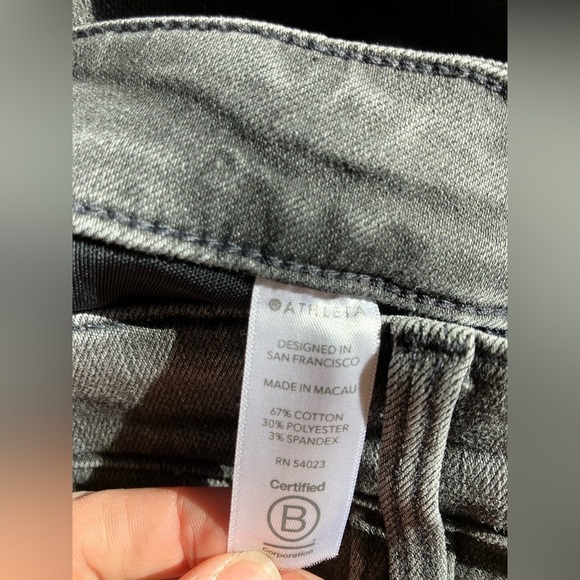 ATHLETA
DESIGNED IN
SAN FRANCISCO
MADE IN MACAU
67% COTTON
30% POLYESTER
3% SPANDEX
RN 54023
Certified
B
Corporation